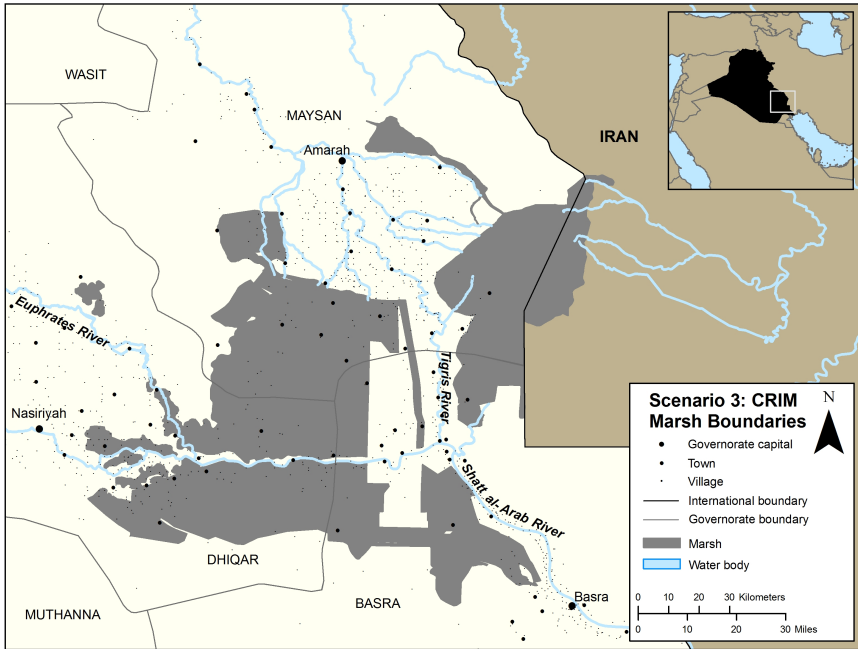 WASIT
MAYSAN
Amarah
IRAN
Euphrates River
Tigris River
Nasiriyah
Shatt al-Arab River
DHIQAR
MUTHANNA
BASRA
Basra
Scenario 3: CRIM
Marsh Boundaries
N
Governorate capital
Town
Village
International boundary
Governorate boundary
Marsh
Water body
0 10 20 30 Kilometers
0 10 20 30 Miles